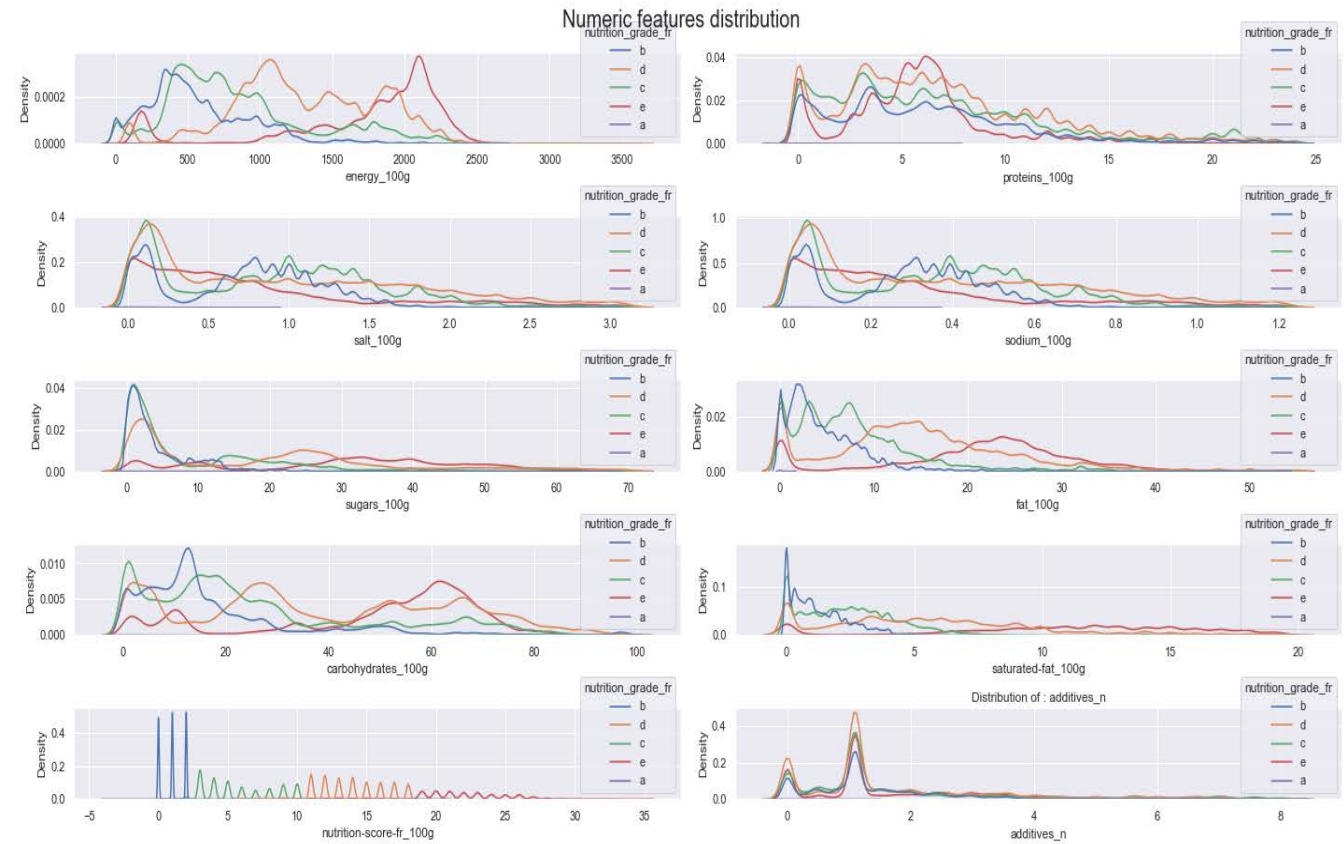 Numeric features distribution
nutrition_grade_fr
b
d
c
e
a
Density
0.0002
0.0000
0 500 1000 1500 2000 2500 3000 3500
energy_100g
nutrition_grade_fr
b
d
c
e
a
Density
0.04
0.02
0.00
0 5 10 15 20 25
proteins_100g
nutrition_grade_fr
b
d
c
e
a
Density
0.4
0.2
0.0
0.0 0.5 1.0 1.5 2.0 2.5 3.0
salt_100g
nutrition_grade_fr
b
d
c
e
a
Density
1.0
0.5
0.0
0.0 0.2 0.4 0.6 0.8 1.0 1.2
sodium_100g
nutrition_grade_fr
b
d
c
e
a
Density
0.04
0.02
0.00
0 10 20 30 40 50 60 70
sugars_100g
nutrition_grade_fr
b
d
c
e
a
Density
0.02
0.00
0 10 20 30 40 50
fat_100g
nutrition_grade_fr
b
d
c
e
a
Density
0.010
0.005
0.000
0 20 40 60 80 100
carbohydrates_100g
nutrition_grade_fr
b
d
c
e
a
Density
0.1
0.0
0 5 10 15 20
saturated-fat_100g
nutrition_grade_fr
b
d
c
e
a
Density
0.4
0.2
0.0
−5 0 5 10 15 20 25 30 35
nutrition-score-fr_100g
Distribution of : additives_n
nutrition_grade_fr
b
d
c
e
a
Density
0.4
0.2
0.0
0 2 4 6 8
additives_n